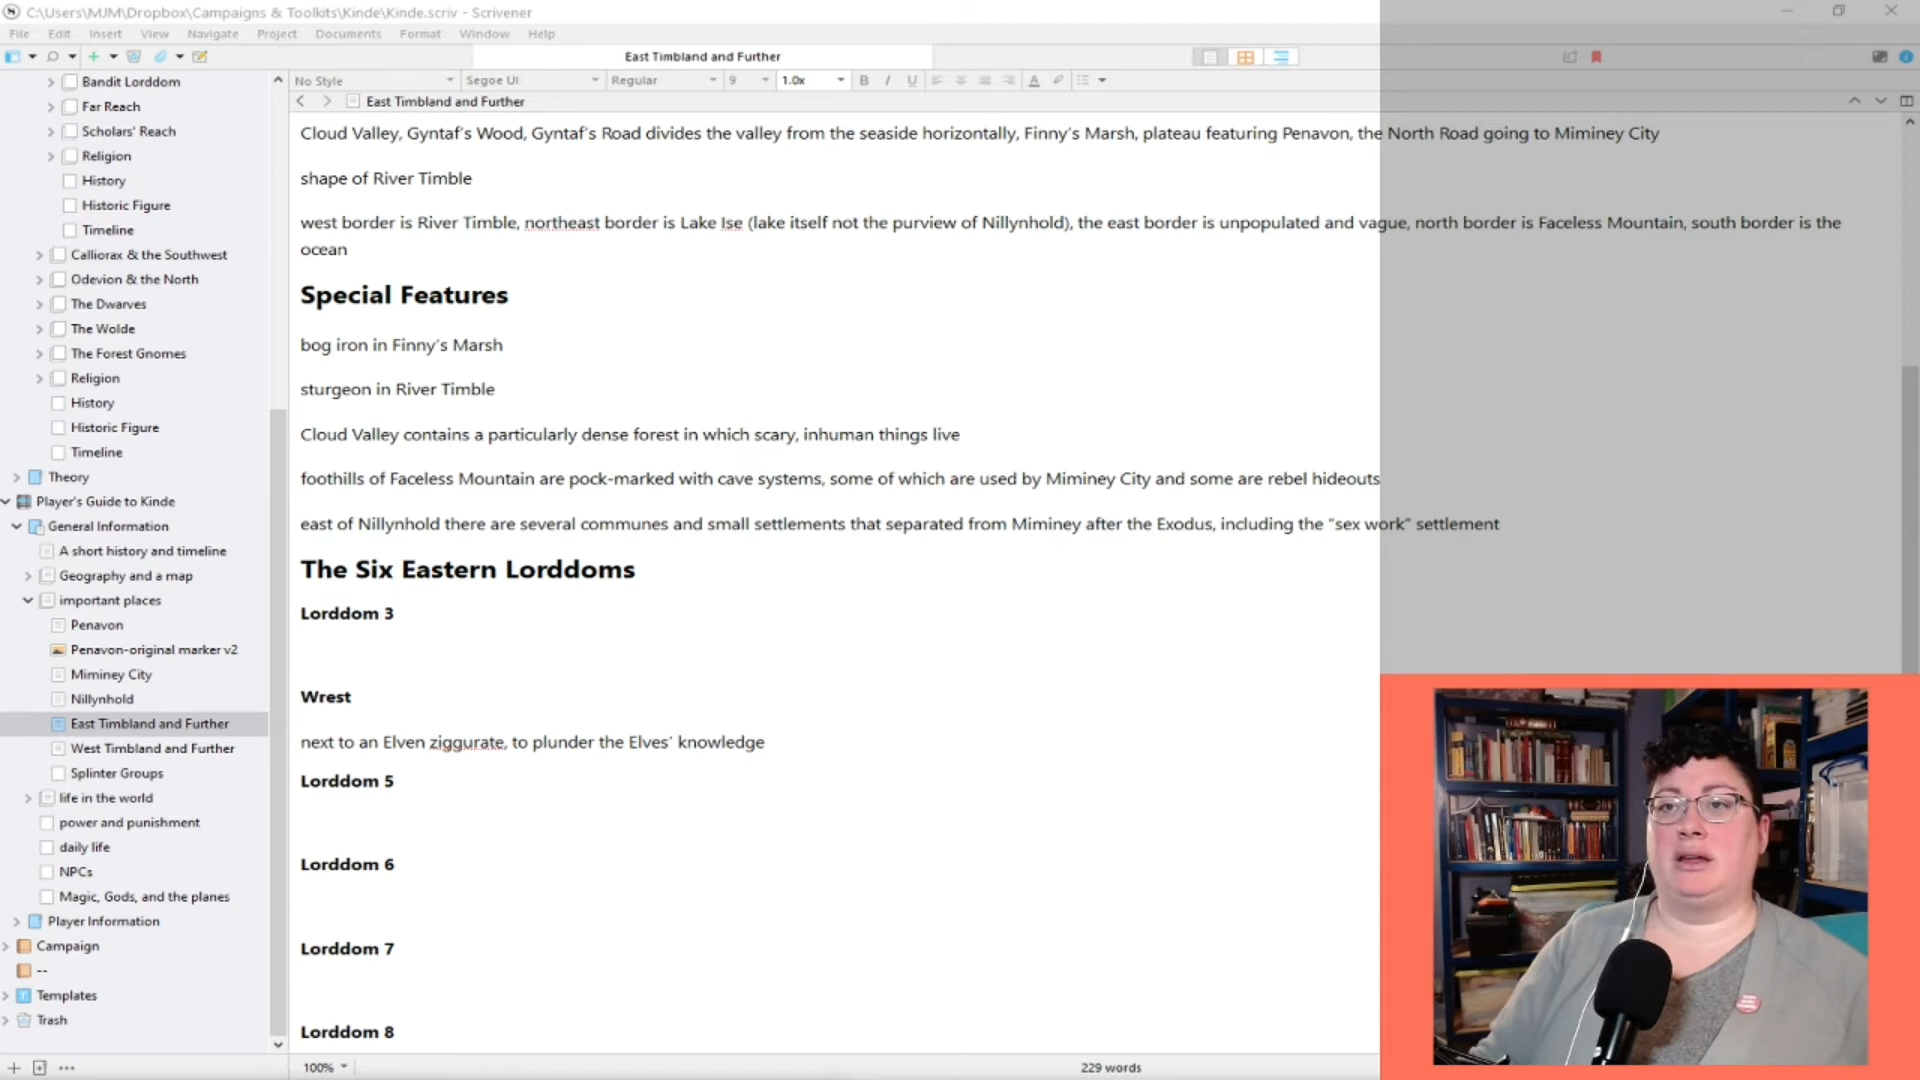 C:\Users\MJM\Dropbox\Campaigns & Toolkits\Kinde\Kinde.scriv - Scrivener
File Edit Insert View Navigate Project Documents Format Window Help
East Timbland and Further
No Style Segoe UI Regular 9 1.0x B I U A
East Timbland and Further
Bandit Lorddom
Far Reach
Scholars' Reach
Religion
History
Historic Figure
Timeline
Calliorax & the Southwest
Odevion & the North
The Dwarves
The Wolde
The Forest Gnomes
Religion
History
Historic Figure
Timeline
Theory
Player's Guide to Kinde
General Information
A short history and timeline
Geography and a map
important places
Penavon
Penavon-original marker v2
Miminey City
Nillynhold
East Timbland and Further
West Timbland and Further
Splinter Groups
life in the world
power and punishment
daily life
NPCs
Magic, Gods, and the planes
Player Information
Campaign
--
Templates
Trash
Cloud Valley, Gyntaf's Wood, Gyntaf's Road divides the valley from the seaside horizontally, Finny's Marsh, plateau featuring Penavon, the North Road going to Miminey City
shape of River Timble
west border is River Timble, northeast border is Lake Ise (lake itself not the purview of Nillynhold), the east border is unpopulated and vague, north border is Faceless Mountain, south border is the
ocean
Special Features
bog iron in Finny's Marsh
sturgeon in River Timble
Cloud Valley contains a particularly dense forest in which scary, inhuman things live
foothills of Faceless Mountain are pock-marked with cave systems, some of which are used by Miminey City and some are rebel hideouts
east of Nillynhold there are several communes and small settlements that separated from Miminey after the Exodus, including the "sex work" settlement
The Six Eastern Lorddoms
Lorddom 3
Wrest
next to an Elven ziggurate, to plunder the Elves' knowledge
Lorddom 5
Lorddom 6
Lorddom 7
Lorddom 8
100%
229 words